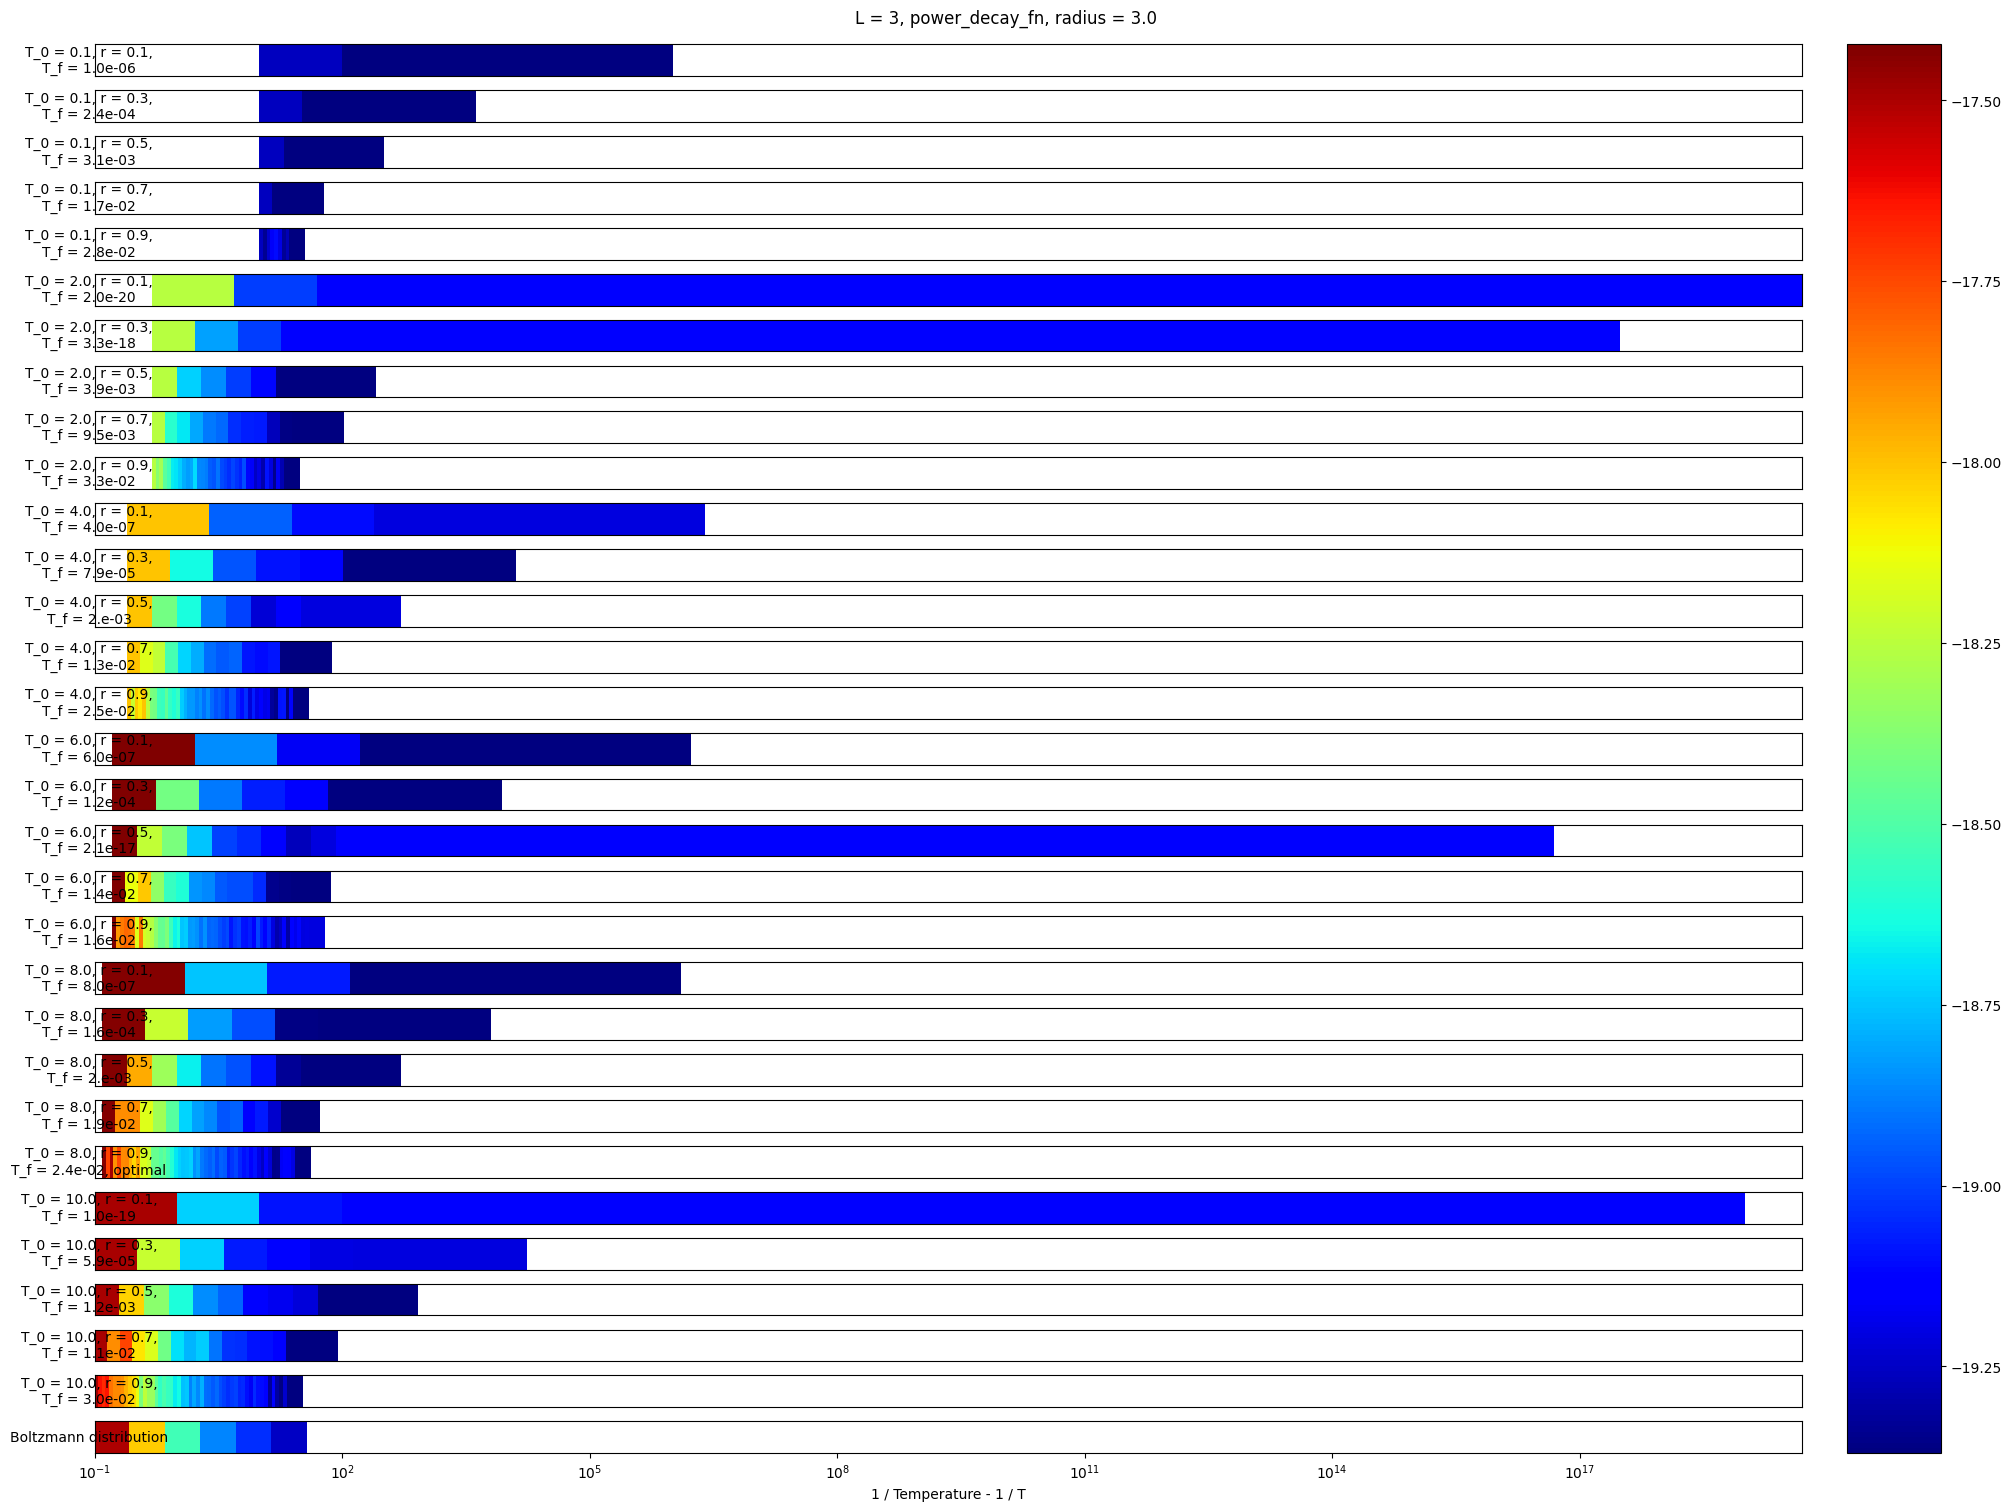 L = 3, power_decay_fn, radius = 3.0
T_0 = 0.1, r = 0.1,
T_f = 1.0e-06
T_0 = 0.1, r = 0.3,
T_f = 2.4e-04
T_0 = 0.1, r = 0.5,
T_f = 3.1e-03
T_0 = 0.1, r = 0.7,
T_f = 1.7e-02
T_0 = 0.1, r = 0.9,
T_f = 2.8e-02
T_0 = 2.0, r = 0.1,
T_f = 2.0e-20
T_0 = 2.0, r = 0.3,
T_f = 3.3e-18
T_0 = 2.0, r = 0.5,
T_f = 3.9e-03
T_0 = 2.0, r = 0.7,
T_f = 9.5e-03
T_0 = 2.0, r = 0.9,
T_f = 3.3e-02
T_0 = 4.0, r = 0.1,
T_f = 4.0e-07
T_0 = 4.0, r = 0.3,
T_f = 7.9e-05
T_0 = 4.0, r = 0.5,
T_f = 2.e-03
T_0 = 4.0, r = 0.7,
T_f = 1.3e-02
T_0 = 4.0, r = 0.9,
T_f = 2.5e-02
T_0 = 6.0, r = 0.1,
T_f = 6.0e-07
T_0 = 6.0, r = 0.3,
T_f = 1.2e-04
T_0 = 6.0, r = 0.5,
T_f = 2.1e-17
T_0 = 6.0, r = 0.7,
T_f = 1.4e-02
T_0 = 6.0, r = 0.9,
T_f = 1.6e-02
T_0 = 8.0, r = 0.1,
T_f = 8.0e-07
T_0 = 8.0, r = 0.3,
T_f = 1.6e-04
T_0 = 8.0, r = 0.5,
T_f = 2.e-03
T_0 = 8.0, r = 0.7,
T_f = 1.9e-02
T_0 = 8.0, r = 0.9,
T_f = 2.4e-02, optimal
T_0 = 10.0, r = 0.1,
T_f = 1.0e-19
T_0 = 10.0, r = 0.3,
T_f = 5.9e-05
T_0 = 10.0, r = 0.5,
T_f = 1.2e-03
T_0 = 10.0, r = 0.7,
T_f = 1.1e-02
T_0 = 10.0, r = 0.9,
T_f = 3.0e-02
Boltzmann distribution
10⁻¹ 10² 10⁵ 10⁸ 10¹¹ 10¹⁴ 10¹⁷
1 / Temperature - 1 / T
−17.50
−17.75
−18.00
−18.25
−18.50
−18.75
−19.00
−19.25